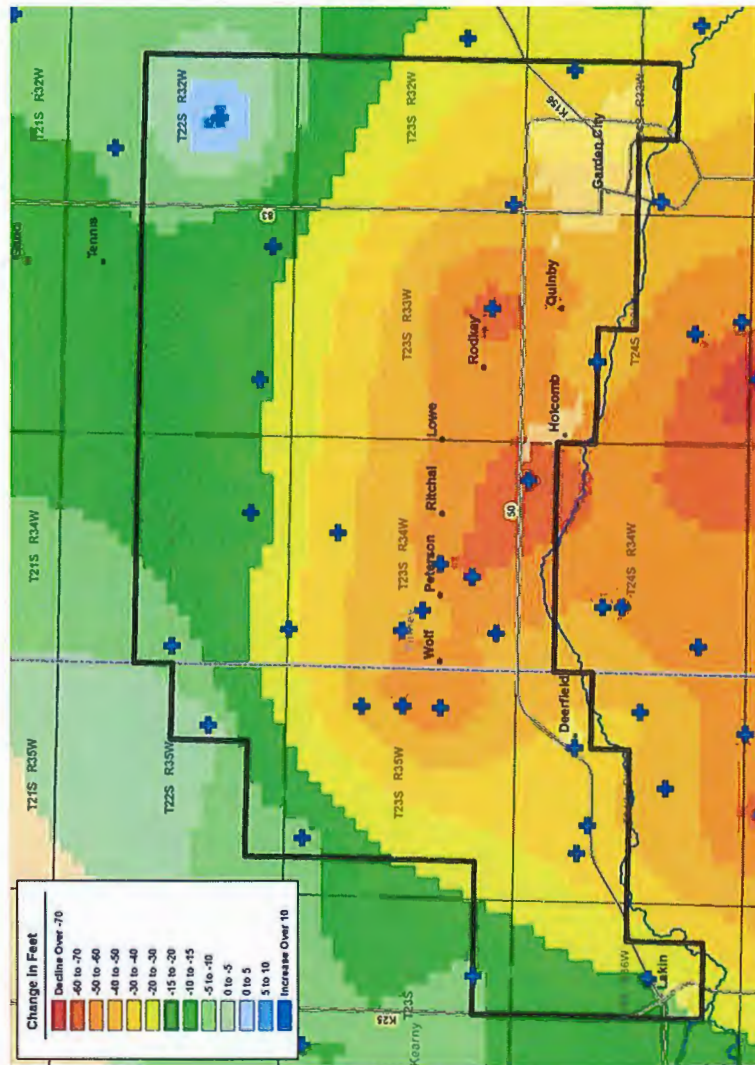 Change in Feet
Decline Over -70
-60 to -70
-50 to -60
-40 to -50
-30 to -40
-20 to -30
-15 to -20
-10 to -15
-5 to -10
0 to -5
0 to 5
5 to 10
Increase Over 10
T21S R35W
T21S R34W
T21S R32W
Tennis
T22S R35W
T22S R32W
83
T23S
Kearny
K25
T23S R35W
T23S R34W
T23S R33W
T23S R32W
Wolf
Peterson
Ritchal
Lowe
Rodkey
Quinby
50
K156
Deerfield
Holcomb
Garden City
Lakin
T24S R34W
T24S